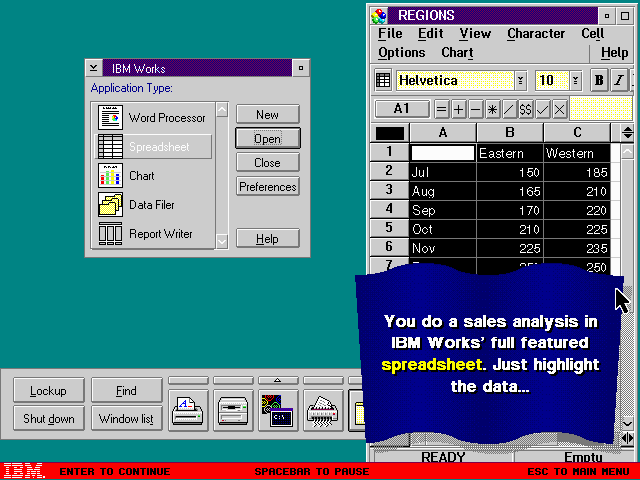 REGIONS
File Edit View Character Cell
Options Chart Help
Helvetica 10 B I
A1 = + - * / $$
A B C
1 Eastern Western
2 Jul 150 185
3 Aug 165 210
4 Sep 170 220
5 Oct 210 225
6 Nov 225 235
7 250
IBM Works
Application Type:
Word Processor
Spreadsheet
Chart
Data Filer
Report Writer
New
Open
Close
Preferences
Help
You do a sales analysis in
IBM Works' full featured
spreadsheet. Just highlight
the data...
Lockup Find
Shut down Window list
C:\
READY Empty
IBM ENTER TO CONTINUE SPACEBAR TO PAUSE ESC TO MAIN MENU